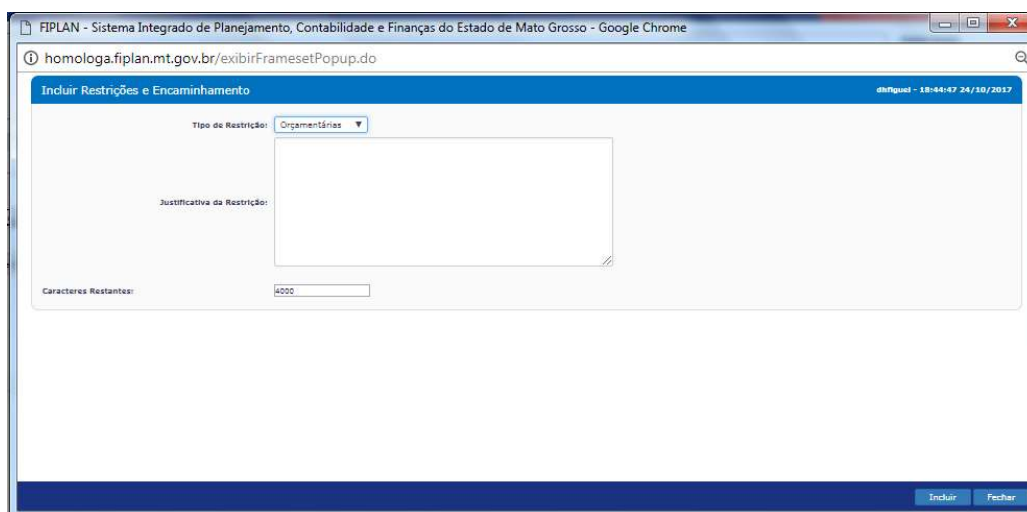 FIPLAN - Sistema Integrado de Planejamento, Contabilidade e Finanças do Estado de Mato Grosso - Google Chrome
homologa.fiplan.mt.gov.br/exibirFramesetPopup.do
Incluir Restrições e Encaminhamento dhfiguei - 18:44:47 24/10/2017
Tipo de Restrição: Orçamentárias
Justificativa da Restrição:
Caracteres Restantes: 4000
Incluir Fechar